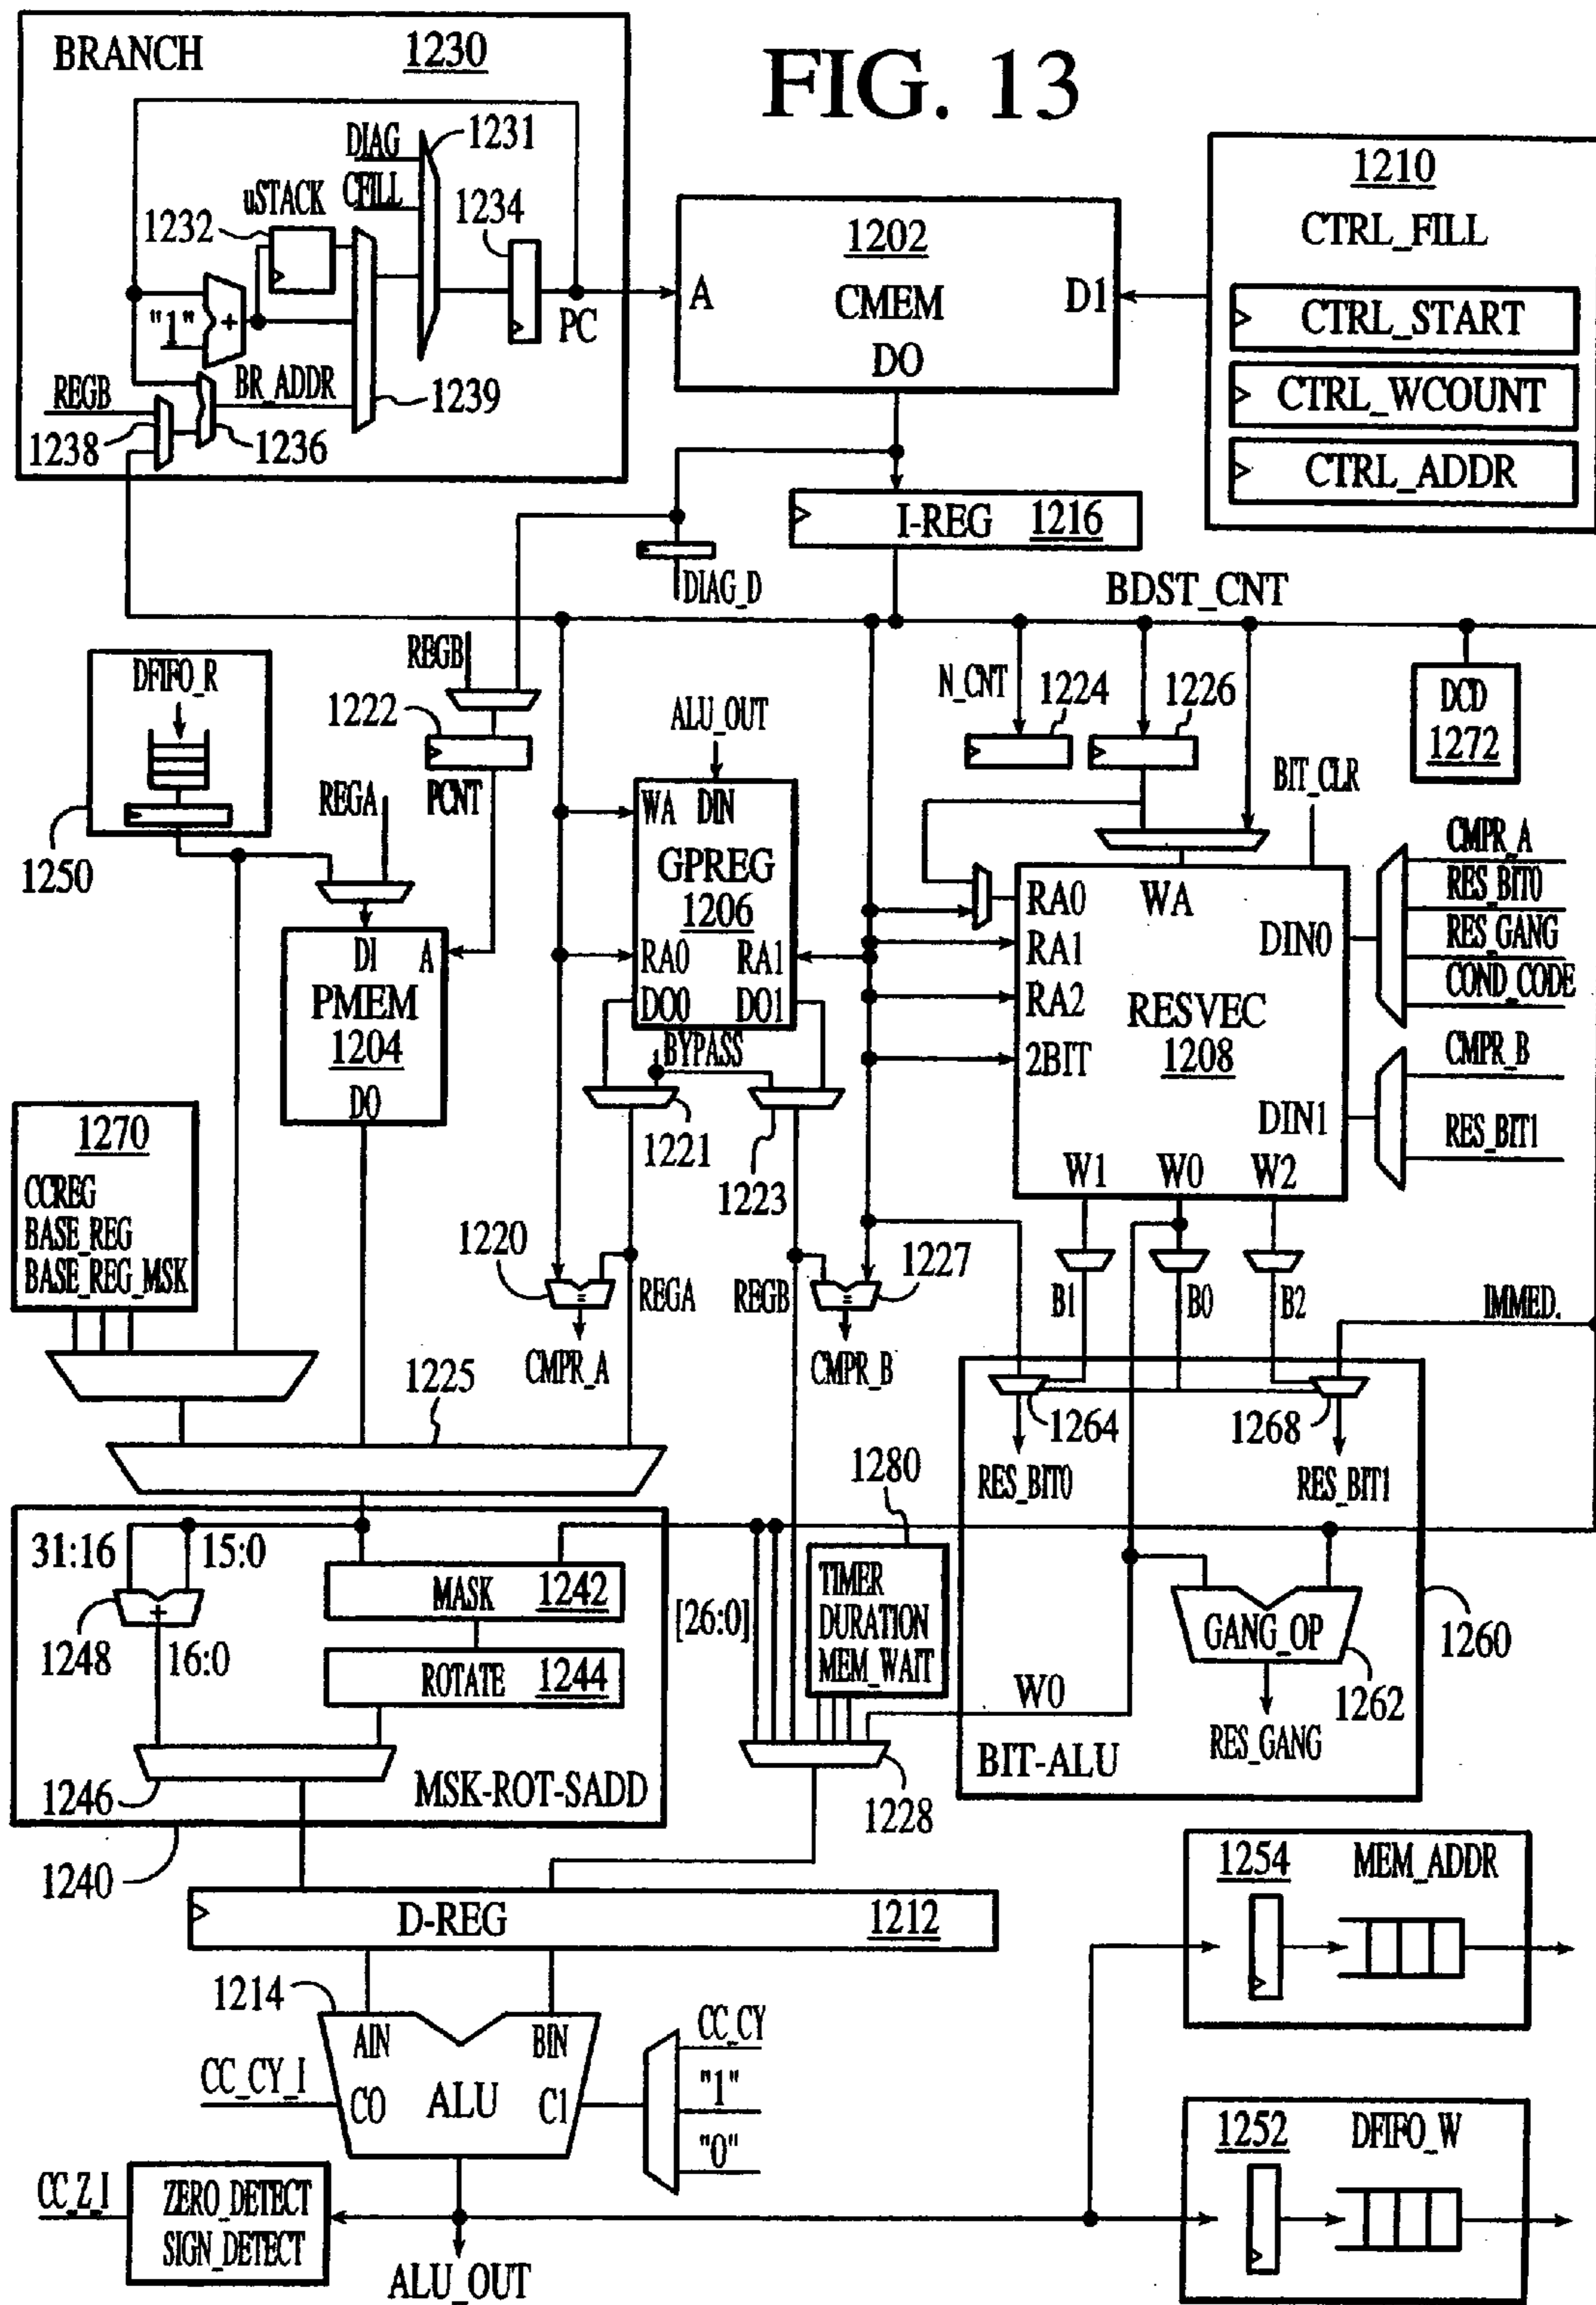 FIG. 13
BRANCH 1230
DIAG
1231
CFILL
uSTACK
1232
1234
"1"
+
PC
BR_ADDR
REGB
1239
1238
1236
1202
CMEM
A
D1
DO
1210
CTRL_FILL
CTRL_START
CTRL_WCOUNT
CTRL_ADDR
I-REG 1216
DIAG_D
BDST_CNT
DFIFO_R
1250
REGB
1222
PCNT
REGA
ALU_OUT
N_CNT
1224
1226
DCD
1272
BIT_CLR
WA DIN
GPREG
1206
RA0 RA1
DO0 DO1
DI A
PMEM
1204
DO
BYPASS
1221
1223
RA0 WA
RA1
DIN0
RA2
RESVEC
1208
2BIT
DIN1
W1 W0 W2
CMPR_A
RES_BIT0
RES_GANG
COND_CODE
CMPR_B
RES_BIT1
1270
CCREG
BASE_REG
BASE_REG_MSK
1220
=
REGA
CMPR_A
REGB
=
1227
CMPR_B
B1
B0
B2
IMMED.
1225
1264
1268
RES_BIT0
RES_BIT1
1280
TIMER
DURATION
MEM_WAIT
31:16
15:0
MASK 1242
+
1248
16:0
ROTATE 1244
[26:0]
GANG_OP
1260
1262
W0
RES_GANG
BIT-ALU
1246
MSK-ROT-SADD
1228
1240
D-REG 1212
1254 MEM_ADDR
1214
AIN BIN
CC_CY_I
CO ALU C1
CC_CY
"1"
"0"
1252 DFIFO_W
CC_Z_I
ZERO_DETECT
SIGN_DETECT
ALU_OUT